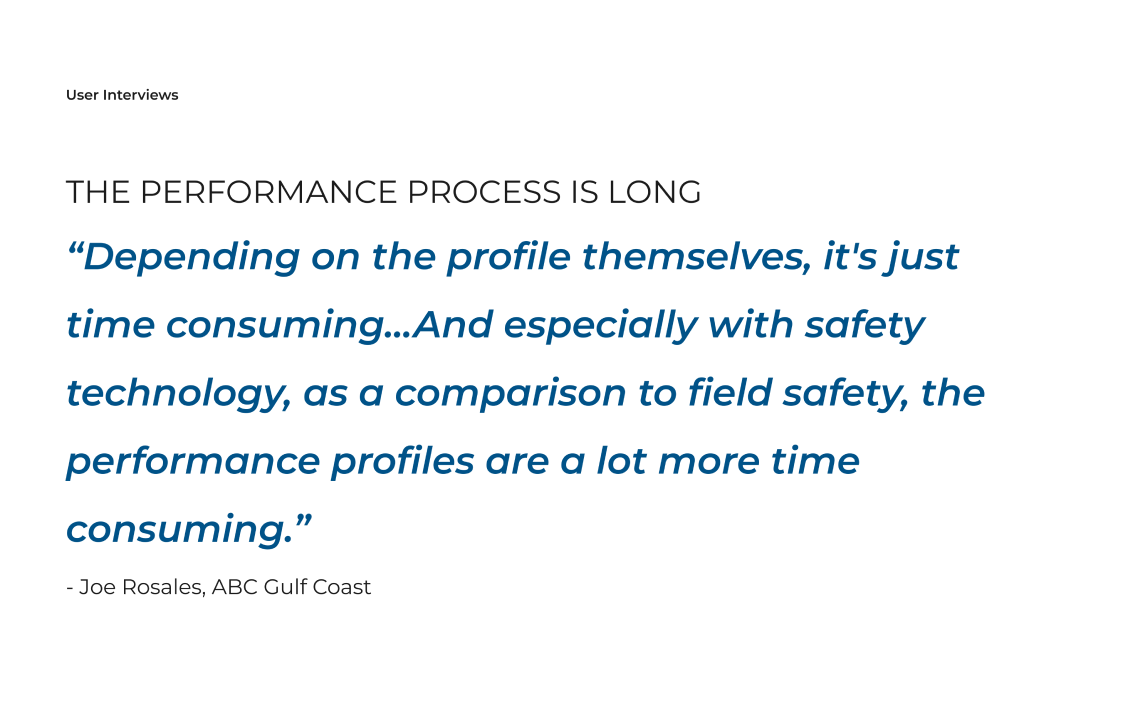 User Interviews
THE PERFORMANCE PROCESS IS LONG
“Depending on the profile themselves, it's just
time consuming...And especially with safety
technology, as a comparison to field safety, the
performance profiles are a lot more time
consuming.”
- Joe Rosales, ABC Gulf Coast